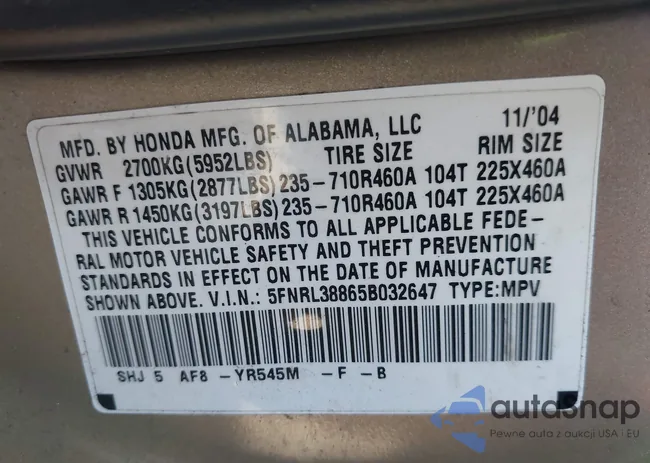 MFD. BY HONDA MFG. OF ALABAMA, LLC 11/'04
GVWR 2700KG(5952LBS) TIRE SIZE RIM SIZE
GAWR F 1305KG(2877LBS)235-710R460A 104T 225X460A
GAWR R 1450KG(3197LBS)235-710R460A 104T 225X460A
THIS VEHICLE CONFORMS TO ALL APPLICABLE FEDE-
RAL MOTOR VEHICLE SAFETY AND THEFT PREVENTION
STANDARDS IN EFFECT ON THE DATE OF MANUFACTURE
SHOWN ABOVE. V.I.N.: 5FNRL38865B032647 TYPE:MPV
SHJ 5 AF8 -YR545M -F -B
autosnap
Pewne auta z aukcji USA i EU